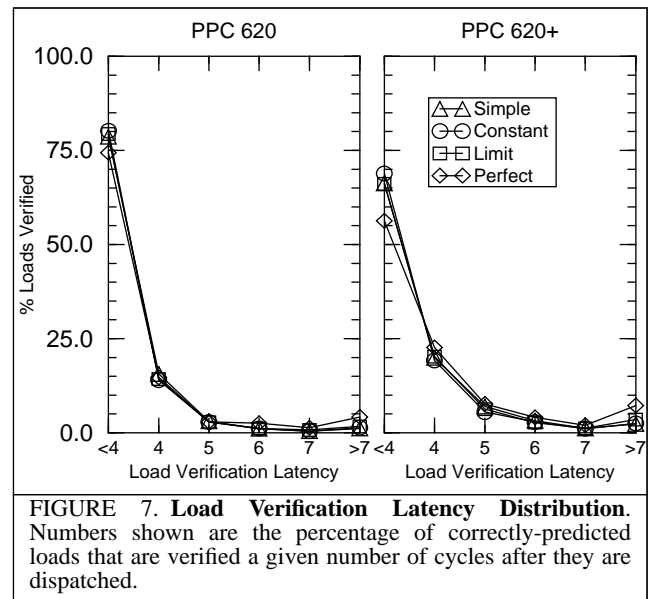 PPC 620
PPC 620+
100.0
75.0
50.0
25.0
0.0
% Loads Verified
Simple
Constant
Limit
Perfect
<4 4 5 6 7 >7
<4 4 5 6 7 >7
Load Verification Latency
Load Verification Latency
FIGURE 7. Load Verification Latency Distribution.
Numbers shown are the percentage of correctly-predicted
loads that are verified a given number of cycles after they are
dispatched.